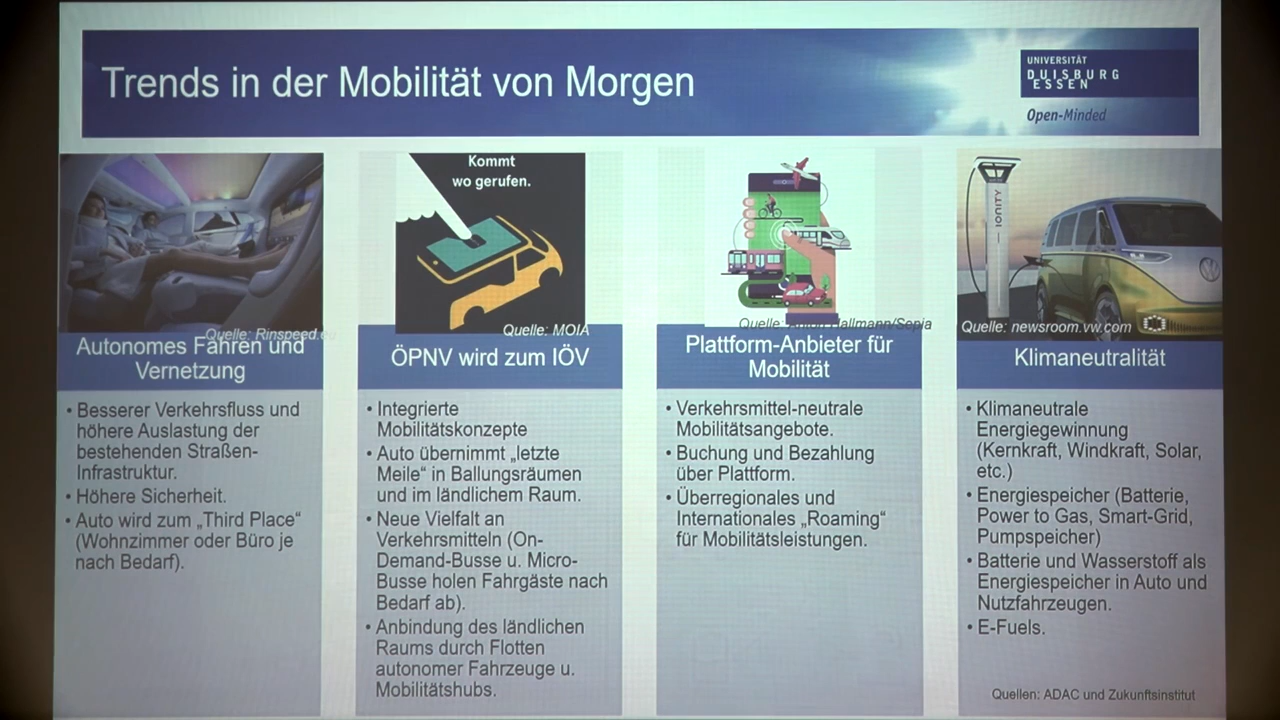 Trends in der Mobilität von Morgen
UNIVERSITÄT
DUISBURG
ESSEN
Open-Minded
Quelle: Rinspeed.
Autonomes Fahren und
Vernetzung
• Besserer Verkehrsfluss und
höhere Auslastung der
bestehenden Straßen-
Infrastruktur.
• Höhere Sicherheit.
• Auto wird zum „Third Place“
(Wohnzimmer oder Büro je
nach Bedarf).
Kommt
wo gerufen.
Quelle: MOIA
ÖPNV wird zum IÖV
• Integrierte
Mobilitätskonzepte
• Auto übernimmt „letzte
Meile“ in Ballungsräumen
und im ländlichem Raum.
• Neue Vielfalt an
Verkehrsmitteln (On-
Demand-Busse u. Micro-
Busse holen Fahrgäste nach
Bedarf ab).
• Anbindung des ländlichen
Raums durch Flotten
autonomer Fahrzeuge u.
Mobilitätshubs.
Quelle: Anton Hallmann/Sepia
Plattform-Anbieter für
Mobilität
• Verkehrsmittel-neutrale
Mobilitätsangebote.
• Buchung und Bezahlung
über Plattform.
• Überregionales und
Internationales „Roaming“
für Mobilitätsleistungen.
IONITY
Quelle: newsroom.vw.com
Klimaneutralität
• Klimaneutrale
Energiegewinnung
(Kernkraft, Windkraft, Solar,
etc.)
• Energiespeicher (Batterie,
Power to Gas, Smart-Grid,
Pumpspeicher)
• Batterie und Wasserstoff als
Energiespeicher in Auto und
Nutzfahrzeugen.
• E-Fuels.
Quellen: ADAC und Zukunftsinstitut